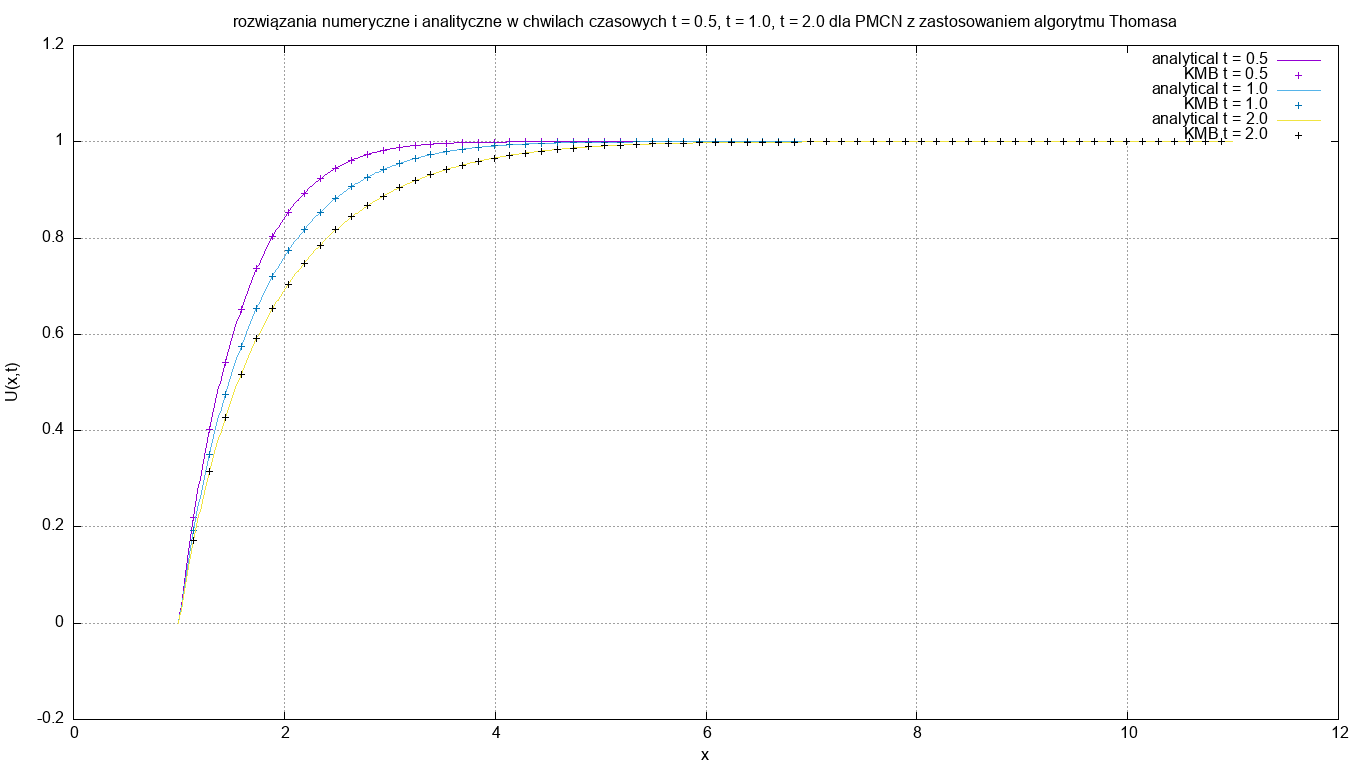 rozwiązania numeryczne i analityczne w chwilach czasowych t = 0.5, t = 1.0, t = 2.0 dla PMCN z zastosowaniem algorytmu Thomasa
1.2
1
0.8
0.6
0.4
0.2
0
-0.2
U(x,t)
analytical t = 0.5
KMB t = 0.5
analytical t = 1.0
KMB t = 1.0
analytical t = 2.0
KMB t = 2.0
0 2 4 6 8 10 12
x